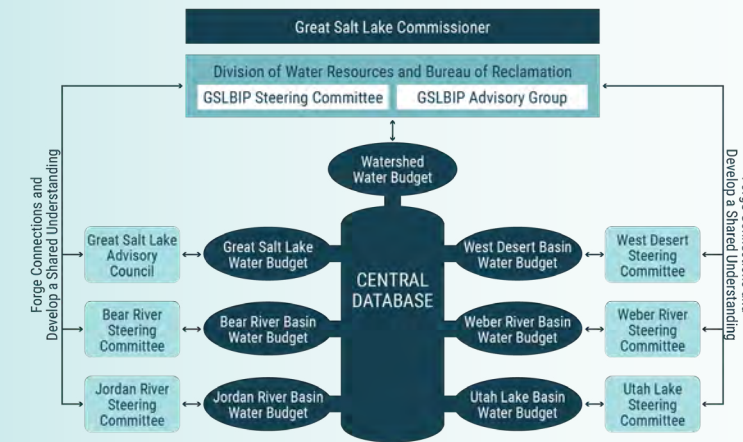 Great Salt Lake Commissioner
Division of Water Resources and Bureau of Reclamation
GSLBIP Steering Committee
GSLBIP Advisory Group
Watershed
Water Budget
Forge Connections and
Develop a Shared Understanding
Great Salt Lake
Advisory
Council
Great Salt Lake
Water Budget
CENTRAL
DATABASE
West Desert Basin
Water Budget
West Desert
Steering
Committee
Bear River
Steering
Committee
Bear River Basin
Water Budget
Weber River Basin
Water Budget
Weber River
Steering
Committee
Jordan River
Steering
Committee
Jordan River Basin
Water Budget
Utah Lake Basin
Water Budget
Utah Lake
Steering
Committee
Develop a Shared Understanding